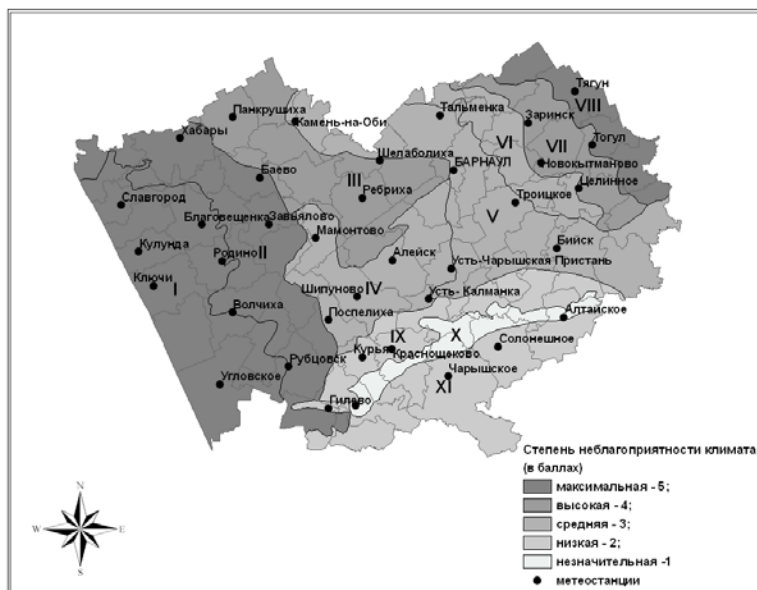 Тягун
VIII
Панкрушиха
Камень-на-Оби
Тальменка
Заринск
Хабары
VI
VII
Тогул
Шелаболиха
БАРНАУЛ
Новокытманово
Баево
III
Целинное
Ребриха
Славгород
Троицкое
V
Благовещенка
Завьялово
Мамонтово
Кулунда
Родино
II
Алейск
Бийск
Усть-Чарышская Пристань
Ключи
I
Шипуново
IV
Усть- Калманка
Волчиха
Поспелиха
Алтайское
IX
X
Солонешное
Курья
Краснощеково
Рубцовск
Чарышское
XI
Угловское
Гилево
Степень неблагоприятности климата
(в баллах)
максимальная - 5;
высокая - 4;
средняя - 3;
низкая - 2;
незначительная -1
метеостанции
N
W
E
S